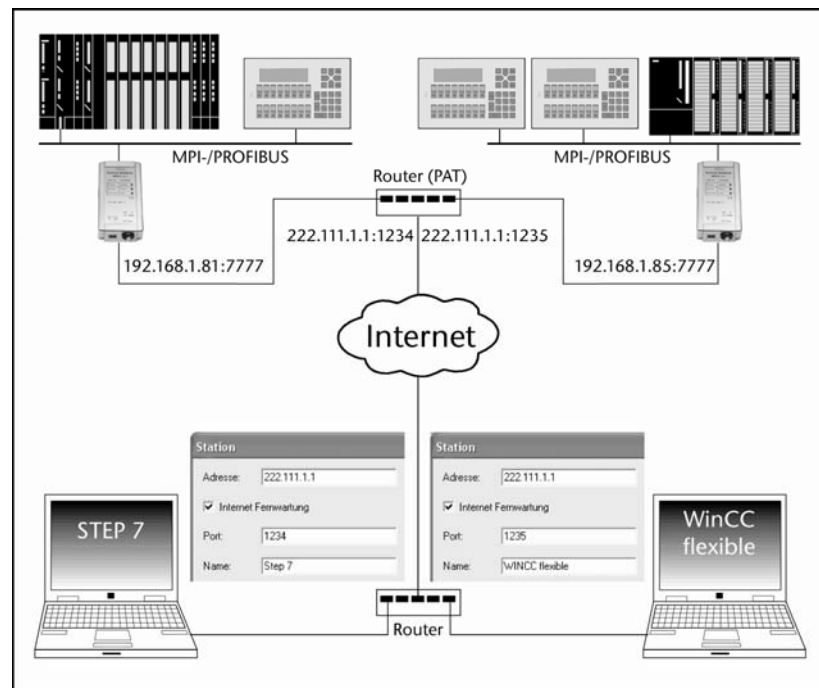 MPI-/PROFIBUS
MPI-/PROFIBUS
Router (PAT)
222.111.1.1:1234
222.111.1.1:1235
192.168.1.81:7777
192.168.1.85:7777
Internet
Station
Adresse: 222.111.1.1
Internet Fernwartung
Port: 1234
Name: Step 7
Station
Adresse: 222.111.1.1
Internet Fernwartung
Port: 1235
Name: WINCC flexible
STEP 7
WinCC
flexible
Router